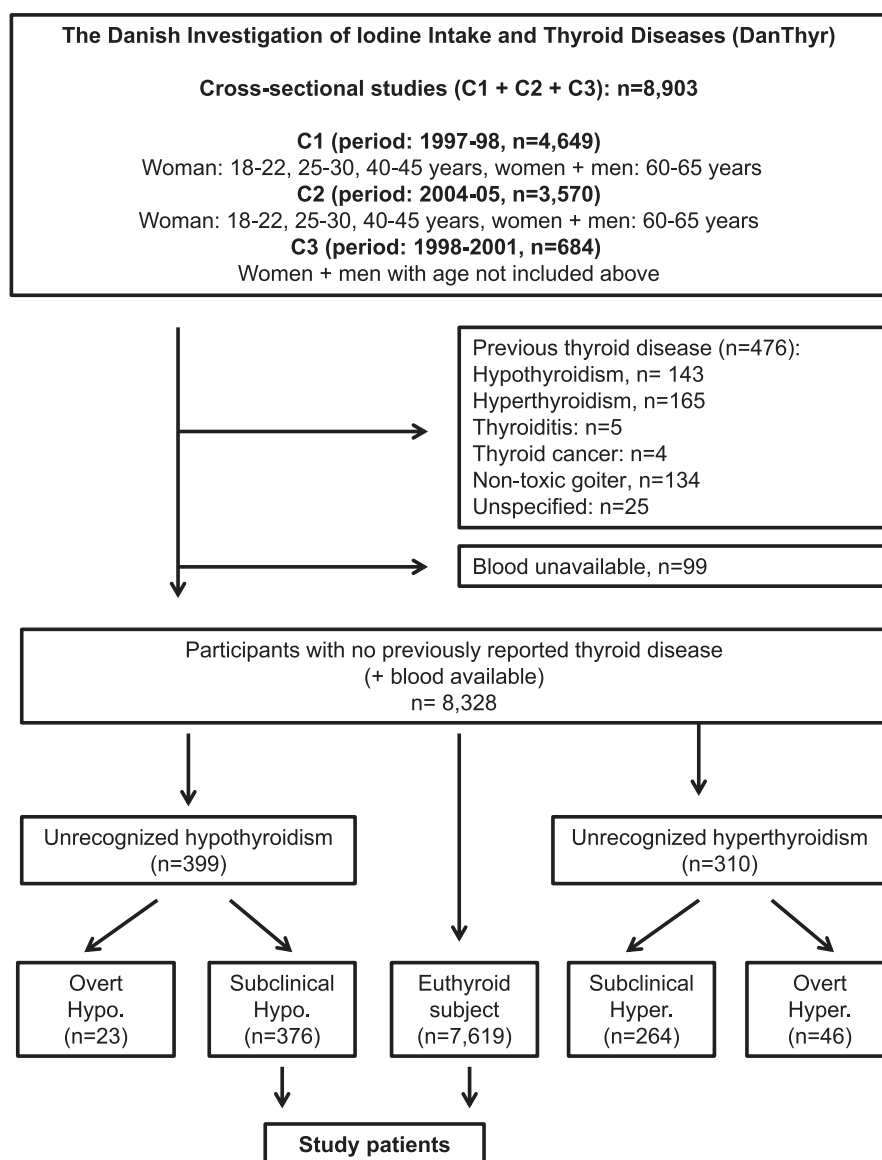 The Danish Investigation of Iodine Intake and Thyroid Diseases (DanThyr)
Cross-sectional studies (C1 + C2 + C3): n=8,903
C1 (period: 1997-98, n=4,649)
Woman: 18-22, 25-30, 40-45 years, women + men: 60-65 years
C2 (period: 2004-05, n=3,570)
Woman: 18-22, 25-30, 40-45 years, women + men: 60-65 years
C3 (period: 1998-2001, n=684)
Women + men with age not included above
Previous thyroid disease (n=476):
Hypothyroidism, n= 143
Hyperthyroidism, n=165
Thyroiditis: n=5
Thyroid cancer: n=4
Non-toxic goiter, n=134
Unspecified: n=25
Blood unavailable, n=99
Participants with no previously reported thyroid disease
(+ blood available)
n= 8,328
Unrecognized hypothyroidism
(n=399)
Unrecognized hyperthyroidism
(n=310)
Overt
Hypo.
(n=23)
Subclinical
Hypo.
(n=376)
Euthyroid
subject
(n=7,619)
Subclinical
Hyper.
(n=264)
Overt
Hyper.
(n=46)
Study patients